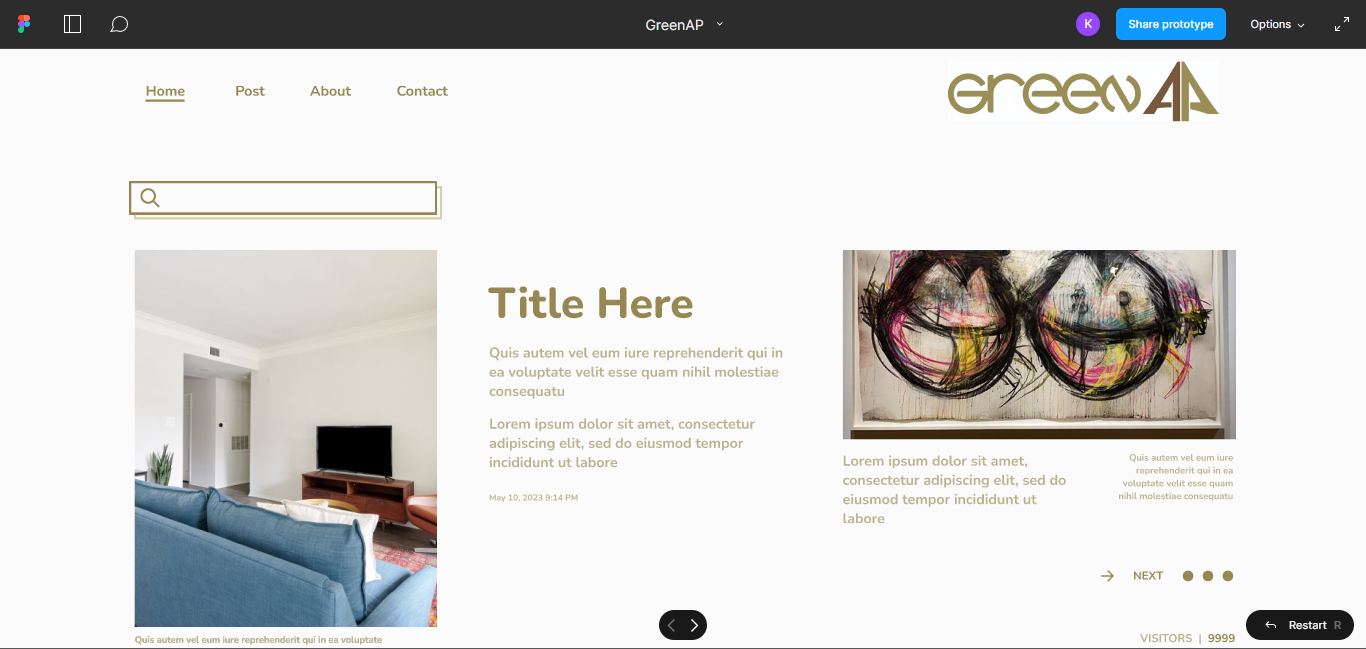 GreenAP
K
Share prototype
Options
Home
Post
About
Contact
GreenAP
Title Here
Quis autem vel eum iure reprehenderit qui in
ea voluptate velit esse quam nihil molestiae
consequatu
Lorem ipsum dolor sit amet, consectetur
adipiscing elit, sed do eiusmod tempor
incididunt ut labore
May 10, 2023 9:14 PM
Lorem ipsum dolor sit amet,
consectetur adipiscing elit, sed do
eiusmod tempor incididunt ut
labore
Quis autem vel eum iure
reprehenderit qui in ea
voluptate velit esse quam
nihil molestiae consequatu
NEXT
Quis autem vel eum iure reprehenderit qui in ea voluptate
VISITORS | 9999
Restart R